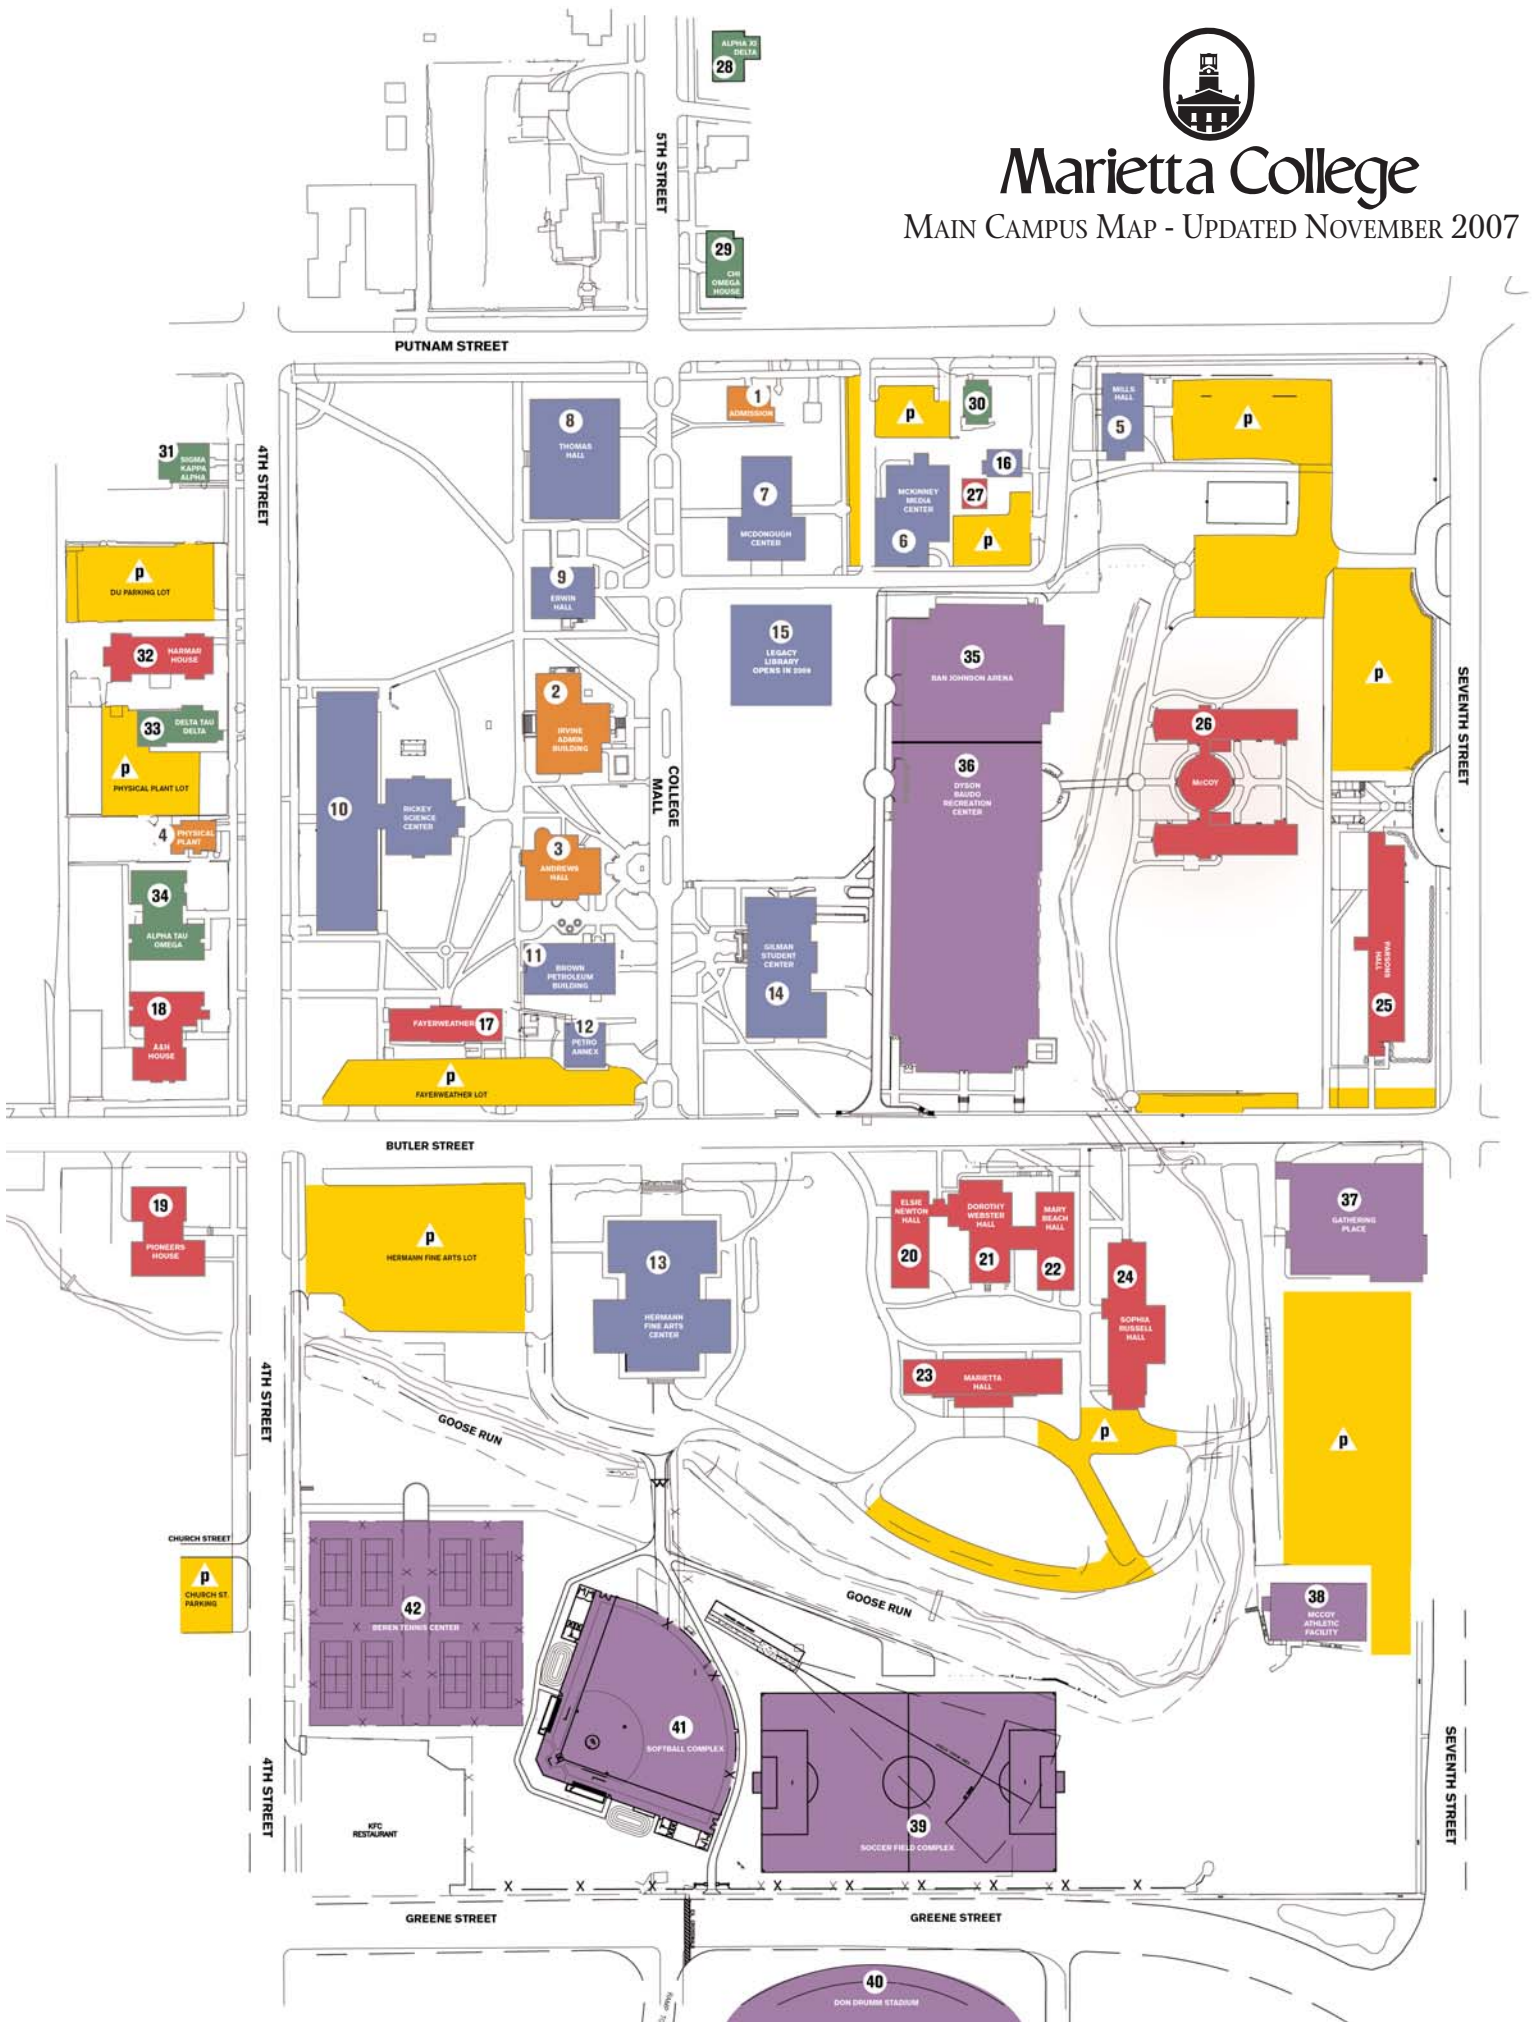 Marietta College
MAIN CAMPUS MAP - UPDATED NOVEMBER 2007
ALPHA XI
DELTA
28
5TH STREET
29
CHI
OMEGA
HOUSE
PUTNAM STREET
1
ADMISSION
8
THOMAS
HALL
P
30
MILLS
HALL
5
P
31
SIGMA
KAPPA
ALPHA
4TH STREET
7
MCDONOUGH
CENTER
16
27
MCKINNEY
MEDIA
CENTER
6
P
P
DU PARKING LOT
9
ERWIN
HALL
15
LEGACY
LIBRARY
OPENS IN 2009
32
HARMAR
HOUSE
35
BAN JOHNSON ARENA
P
SEVENTH STREET
2
IRVINE
ADMIN
BUILDING
33
DELTA TAU
DELTA
26
McCOY
P
PHYSICAL PLANT LOT
36
DYSON
BAUDO
RECREATION
CENTER
COLLEGE
MALL
10
RICKEY
SCIENCE
CENTER
4
PHYSICAL
PLANT
3
ANDREWS
HALL
34
ALPHA TAU
OMEGA
11
BROWN
PETROLEUM
BUILDING
GILMAN
STUDENT
CENTER
14
PARSONS
HALL
25
18
A&H
HOUSE
FAYERWEATHER
17
12
PETRO
ANNEX
P
FAYERWEATHER LOT
BUTLER STREET
19
PIONEERS
HOUSE
P
HERMANN FINE ARTS LOT
13
HERMANN
FINE ARTS
CENTER
ELSIE
NEWTON
HALL
20
DOROTHY
WEBSTER
HALL
21
MARY
BEACH
HALL
22
24
SOPHIA
RUSSELL
HALL
37
GATHERING
PLACE
4TH STREET
23
MARIETTA
HALL
GOOSE RUN
P
P
CHURCH STREET
P
CHURCH ST.
PARKING
42
BEREN TENNIS CENTER
GOOSE RUN
38
MCCOY
ATHLETIC
FACILITY
41
SOFTBALL COMPLEX
4TH STREET
SEVENTH STREET
KFC
RESTAURANT
39
SOCCER FIELD COMPLEX
GREENE STREET
GREENE STREET
40
DON DRUMM STADIUM